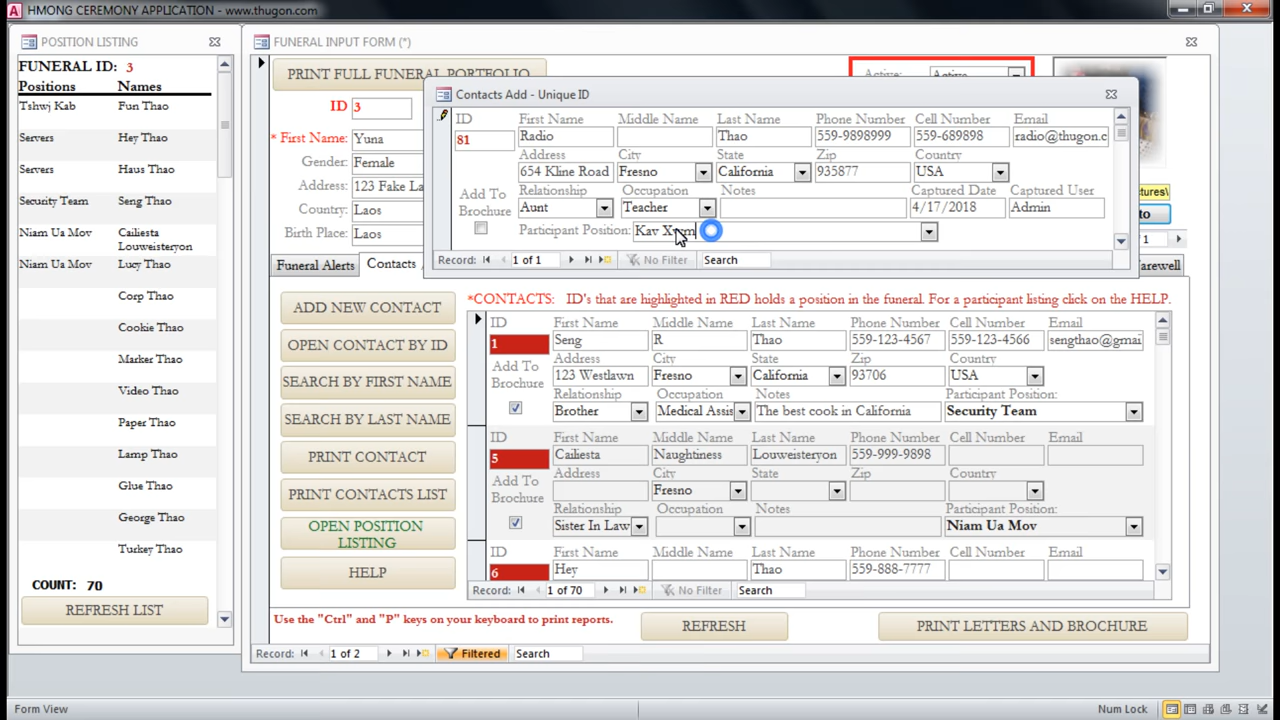 HMONG CEREMONY APPLICATION - www.thugon.com
POSITION LISTING
FUNERAL ID: 3
Positions Names
Tshwj Kab Fun Thao
Servers Hey Thao
Servers Haus Thao
Security Team Seng Thao
Niam Ua Mov Cailiesta
Louweisteryon
Niam Ua Mov Lucy Thao
Corp Thao
Cookie Thao
Marker Thao
Video Thao
Paper Thao
Lamp Thao
Glue Thao
George Thao
Turkey Thao
COUNT: 70
REFRESH LIST
FUNERAL INPUT FORM (*)
PRINT FULL FUNERAL PORTFOLIO
Active: Active
ID 3
* First Name: Yuna
Gender: Female
Address: 123 Fake La
Country: Laos
Birth Place: Laos
Funeral Alerts Contacts
Contacts Add - Unique ID
ID First Name Middle Name Last Name Phone Number Cell Number Email
81 Radio Thao 559-9898999 559-689898 radio@thugon.c
Address City State Zip Country
654 Kline Road Fresno California 935877 USA
Add To
Brochure
Relationship Occupation Notes Captured Date Captured User
Aunt Teacher 4/17/2018 Admin
Participant Position: Kav Xwm
Record: 1 of 1 No Filter Search
ictures\
to
1
arewell
ADD NEW CONTACT
OPEN CONTACT BY ID
SEARCH BY FIRST NAME
SEARCH BY LAST NAME
PRINT CONTACT
PRINT CONTACTS LIST
OPEN POSITION
LISTING
HELP
*CONTACTS: ID's that are highlighted in RED holds a position in the funeral. For a participant listing click on the HELP.
ID First Name Middle Name Last Name Phone Number Cell Number Email
1 Seng R Thao 559-123-4567 559-123-4566 sengthao@gmai
Add To
Brochure
Address City State Zip Country
123 Westlawn Fresno California 93706 USA
Relationship Occupation Notes Participant Position:
Brother Medical Assis The best cook in California Security Team
ID First Name Middle Name Last Name Phone Number Cell Number Email
5 Cailiesta Naughtiness Louweisteryon 559-999-9898
Add To
Brochure
Address City State Zip Country
Fresno
Relationship Occupation Notes Participant Position:
Sister In Law Niam Ua Mov
ID First Name Middle Name Last Name Phone Number Cell Number Email
6 Hey Thao 559-888-7777
Record: 1 of 70 No Filter Search
Use the "Ctrl" and "P" keys on your keyboard to print reports.
REFRESH
PRINT LETTERS AND BROCHURE
Record: 1 of 2 Filtered Search
Form View
Num Lock